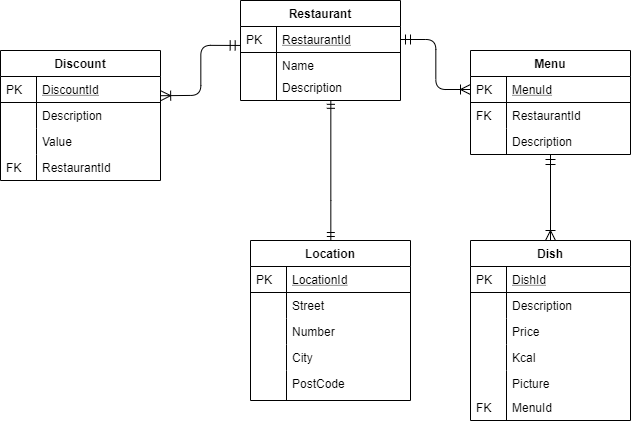 Restaurant
PK RestaurantId
Name
Description
Discount
PK DiscountId
Description
Value
FK RestaurantId
Menu
PK MenuId
FK RestaurantId
Description
Location
PK LocationId
Street
Number
City
PostCode
Dish
PK DishId
Description
Price
Kcal
Picture
FK MenuId